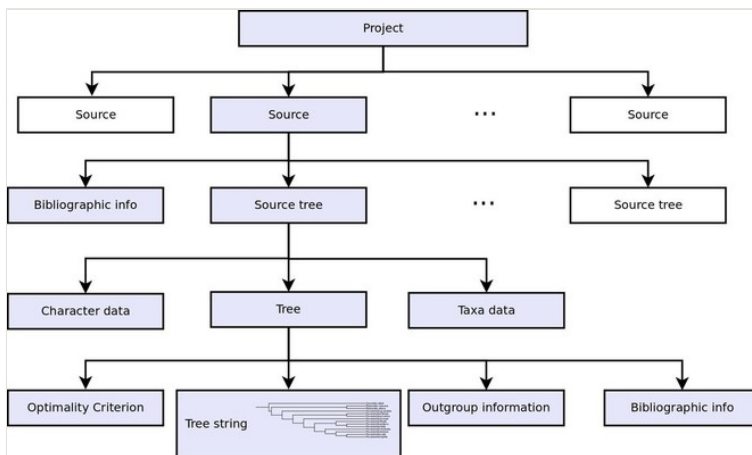 Project
Source
Source
...
Source
Bibliographic info
Source tree
...
Source tree
Character data
Tree
Taxa data
Optimality Criterion
Tree string
Outgroup information
Bibliographic info